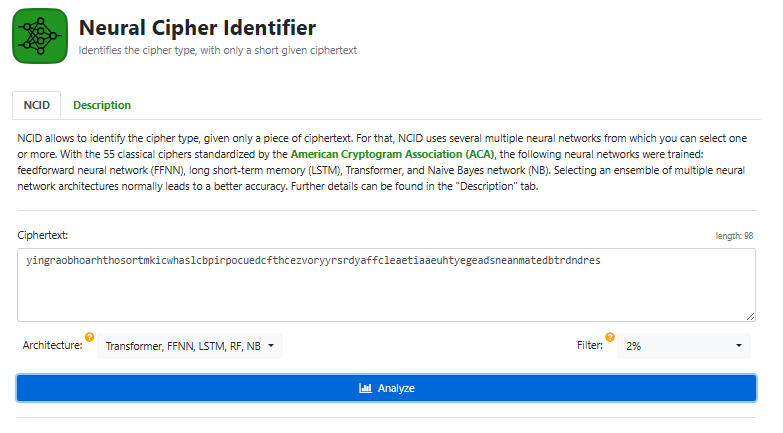 Neural Cipher Identifier
Identifies the cipher type, with only a short given ciphertext
NCID
Description
NCID allows to identify the cipher type, given only a piece of ciphertext. For that, NCID uses several multiple neural networks from which you can select one
or more. With the 55 classical ciphers standardized by the American Cryptogram Association (ACA), the following neural networks were trained:
feedforward neural network (FFNN), long short-term memory (LSTM), Transformer, and Naive Bayes network (NB). Selecting an ensemble of multiple neural
network architectures normally leads to a better accuracy. Further details can be found in the "Description" tab.
Ciphertext:
length: 98
yingraobhoarhthosortmkicwhaslcbpirpocuedcfthcezvoryyrsrdyaffcleaetiaaeuhtyegeadsneanmatedbtrdndres
Architecture:
?
Transformer, FFNN, LSTM, RF, NB
Filter:
?
2%
Analyze